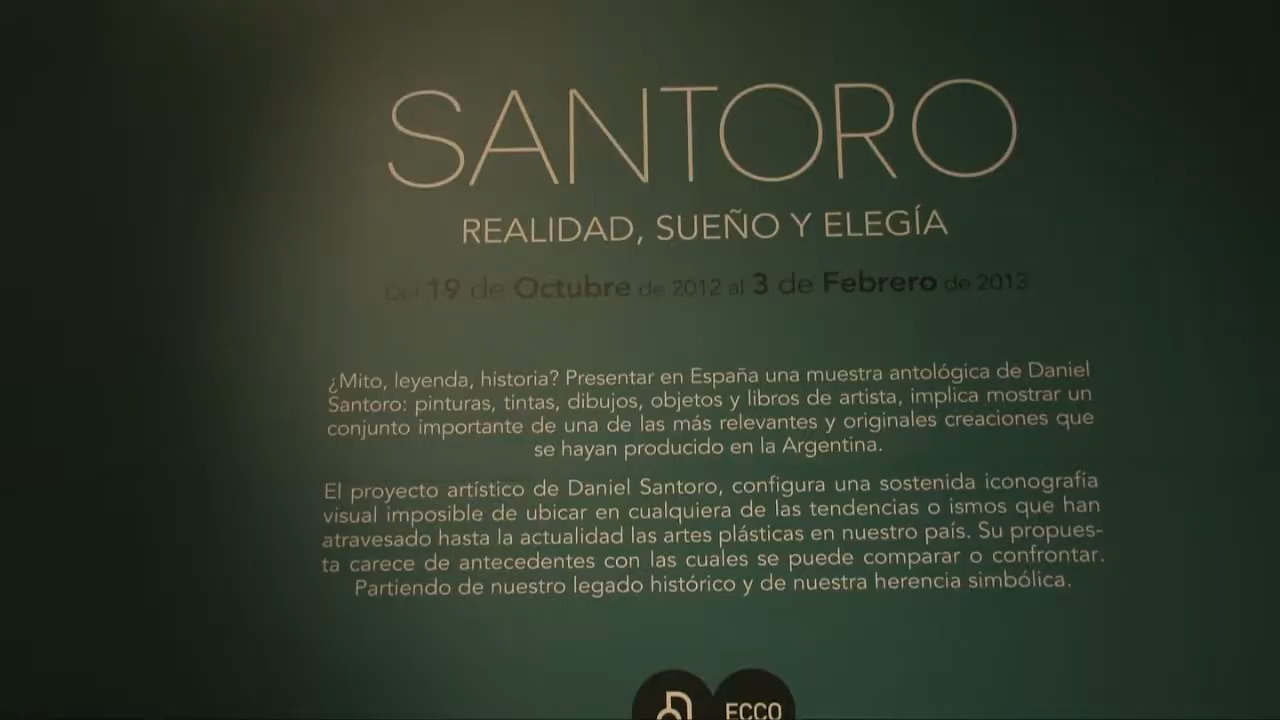 SANTORO
REALIDAD, SUEÑO Y ELEGÍA
Del 19 de Octubre de 2012 al 3 de Febrero de 2013
¿Mito, leyenda, historia? Presentar en España una muestra antológica de Daniel
Santoro: pinturas, tintas, dibujos, objetos y libros de artista, implica mostrar un
conjunto importante de una de las más relevantes y originales creaciones que
se hayan producido en la Argentina.
El proyecto artístico de Daniel Santoro, configura una sostenida iconografía
visual imposible de ubicar en cualquiera de las tendencias o ismos que han
atravesado hasta la actualidad las artes plásticas en nuestro país. Su propues-
ta carece de antecedentes con las cuales se puede comparar o confrontar.
Partiendo de nuestro legado histórico y de nuestra herencia simbólica.
ECCO